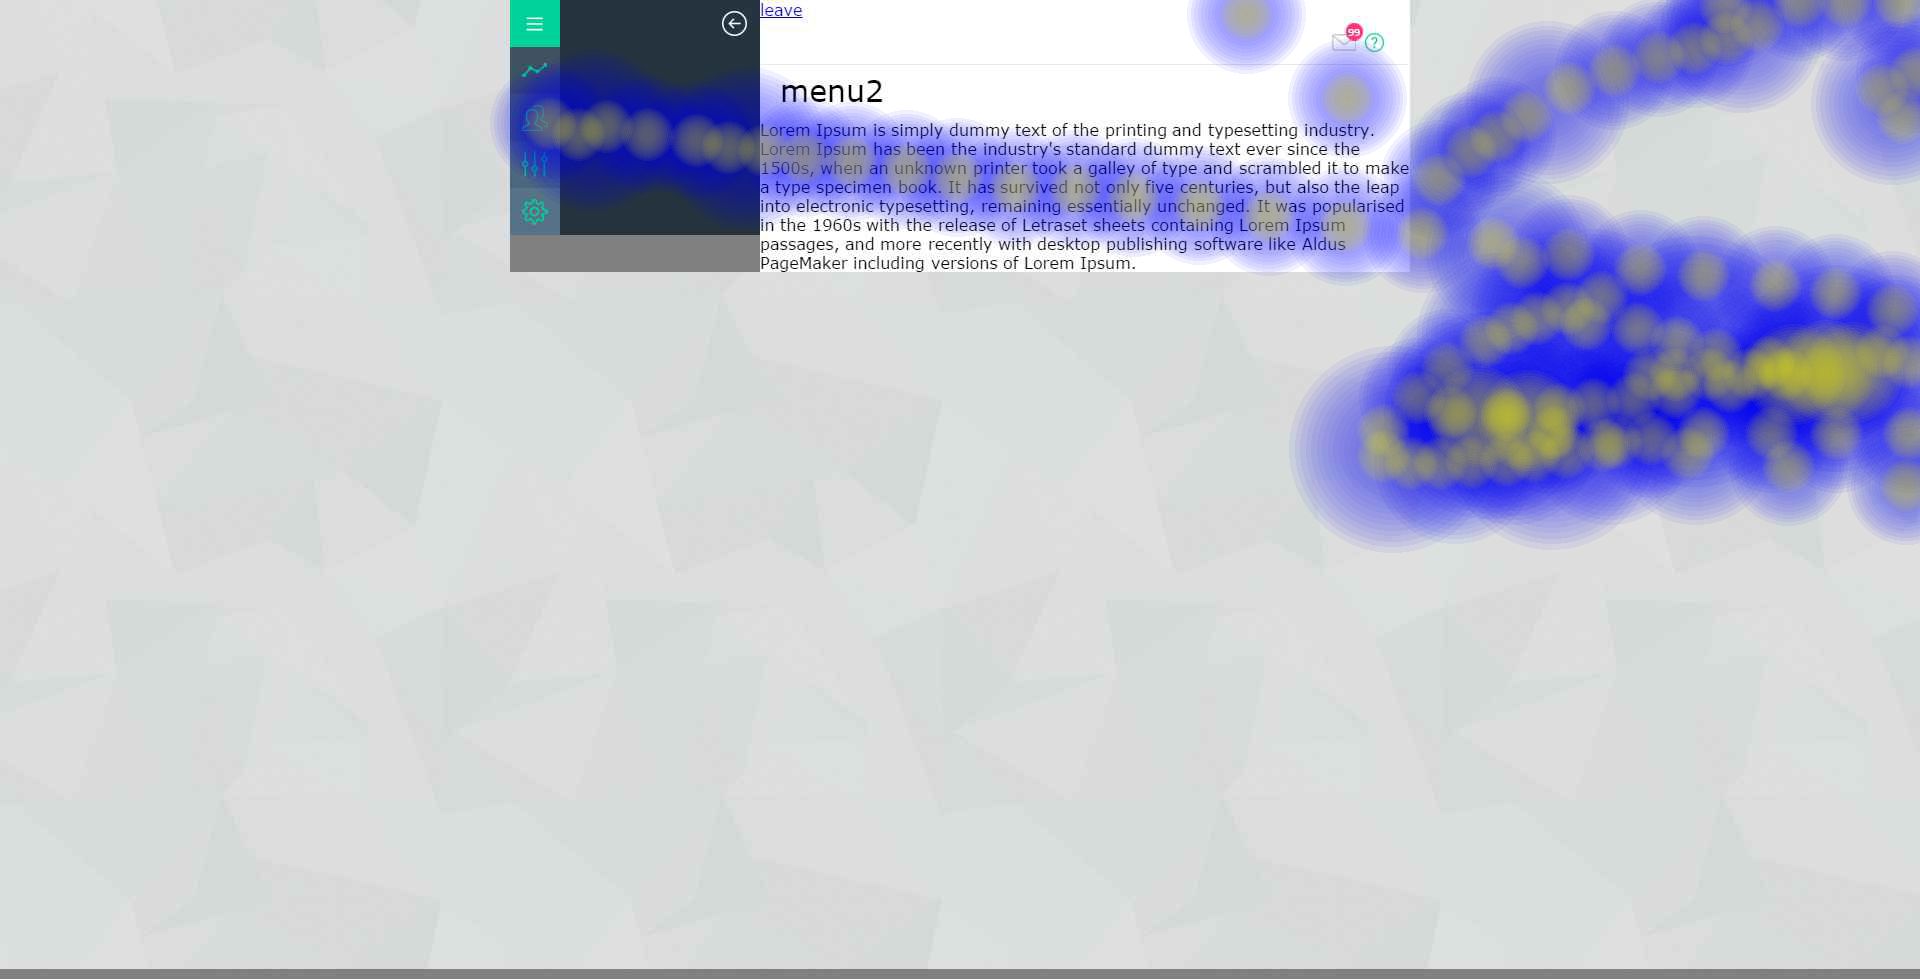 leave
99
?
menu2
Lorem Ipsum is simply dummy text of the printing and typesetting industry.
Lorem Ipsum has been the industry's standard dummy text ever since the
1500s, when an unknown printer took a galley of type and scrambled it to make
a type specimen book. It has survived not only five centuries, but also the leap
into electronic typesetting, remaining essentially unchanged. It was popularised
in the 1960s with the release of Letraset sheets containing Lorem Ipsum
passages, and more recently with desktop publishing software like Aldus
PageMaker including versions of Lorem Ipsum.